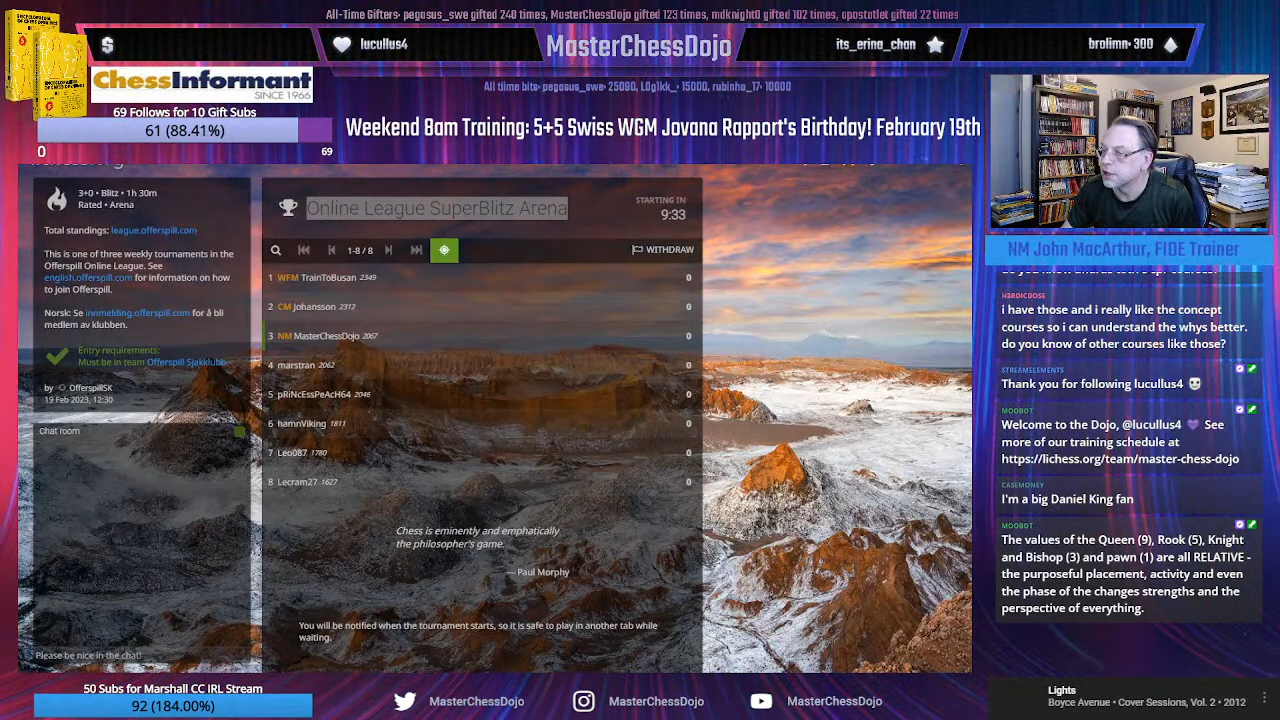 All-Time Gifters• pegasus_swe gifted 240 times, MasterChessDojo gifted 123 times, mdknight0 gifted 102 times, apostatlet gifted 22 times
$
lucullus4
MasterChessDojo
its_erina_chan
brolimn• 300
ChessInformant
SINCE 1966
All time bits• pegasus_swe• 25090, L0g1kk_• 15000, rubinho_17• 10000
69 Follows for 10 Gift Subs
61 (88.41%)
0
69
Weekend 8am Training: 5+5 Swiss WGM Jovana Rapport's Birthday! February 19th
3+0 • Blitz • 1h 30m
Rated • Arena
Total standings: league.offerspill.com
This is one of three weekly tournaments in the
Offerspill Online League. See
english.offerspill.com for information on how
to join Offerspill.
Norsk: Se innmelding.offerspill.com for å bli
medlem av klubben.
Entry requirements:
Must be in team Offerspill Sjakklubb
by OfferspillSK
19 Feb 2023, 12:30
Chat room
Please be nice in the chat!
Online League SuperBlitz Arena
STARTING IN
9:33
1-8 / 8
WITHDRAW
1 WFM TrainToBusan 2349 0
2 CM Johansson 2312 0
3 NM MasterChessDojo 2067 0
4 marstran 2062 0
5 pRiNcEssPeAcH64 2046 0
6 hamnViking 1811 0
7 Leo087 1780 0
8 Lecram27 1627 0
Chess is eminently and emphatically
the philosopher's game.
— Paul Morphy
You will be notified when the tournament starts, so it is safe to play in another tab while
waiting.
NM John MacArthur, FIDE Trainer
H3R0ICDOSE
i have those and i really like the concept
courses so i can understand the whys better.
do you know of other courses like those?
STREAMELEMENTS
Thank you for following lucullus4
MOOBOT
Welcome to the Dojo, @lucullus4 💜 See
more of our training schedule at
https://lichess.org/team/master-chess-dojo
CASEMONEY
I'm a big Daniel King fan
MOOBOT
The values of the Queen (9), Rook (5), Knight
and Bishop (3) and pawn (1) are all RELATIVE -
the purposeful placement, activity and even
the phase of the changes strengths and the
perspective of everything.
50 Subs for Marshall CC IRL Stream
92 (184.00%)
MasterChessDojo
MasterChessDojo
MasterChessDojo
Lights
Boyce Avenue • Cover Sessions, Vol. 2 • 2012